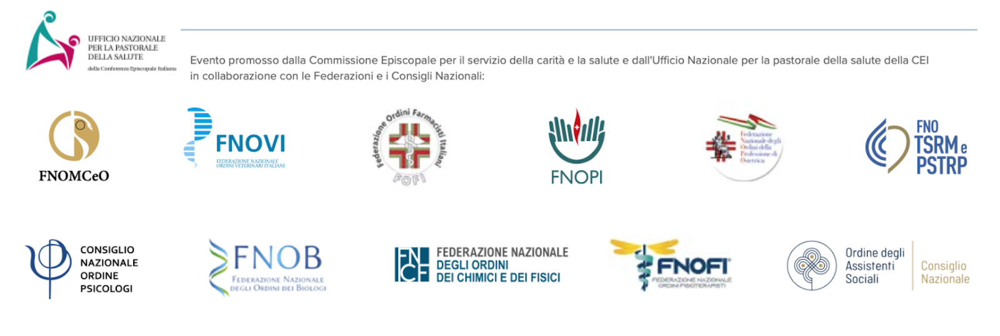 UFFICIO NAZIONALE
PER LA PASTORALE
DELLA SALUTE
della Conferenza Episcopale Italiana
Evento promosso dalla Commissione Episcopale per il servizio della carità e la salute e dall'Ufficio Nazionale per la pastorale della salute della CEI
in collaborazione con le Federazioni e i Consigli Nazionali:
FNOMCeO
FNOVI
FEDERAZIONE NAZIONALE
ORDINI VETERINARI ITALIANI
Federazione Ordini Farmacisti Italiani
FOFI
FNOPI
Federazione
Nazionale degli
Ordini della
Professione di
Ostetrica
FNO
TSRM e
PSTRP
CONSIGLIO
NAZIONALE
ORDINE
PSICOLOGI
FNOB
FEDERAZIONE NAZIONALE
DEGLI ORDINI DEI BIOLOGI
FN
CF
FEDERAZIONE NAZIONALE
DEGLI ORDINI
DEI CHIMICI E DEI FISICI
FNOFI
FEDERAZIONE NAZIONALE
ORDINI FISIOTERAPISTI
Ordine degli
Assistenti
Sociali
Consiglio
Nazionale